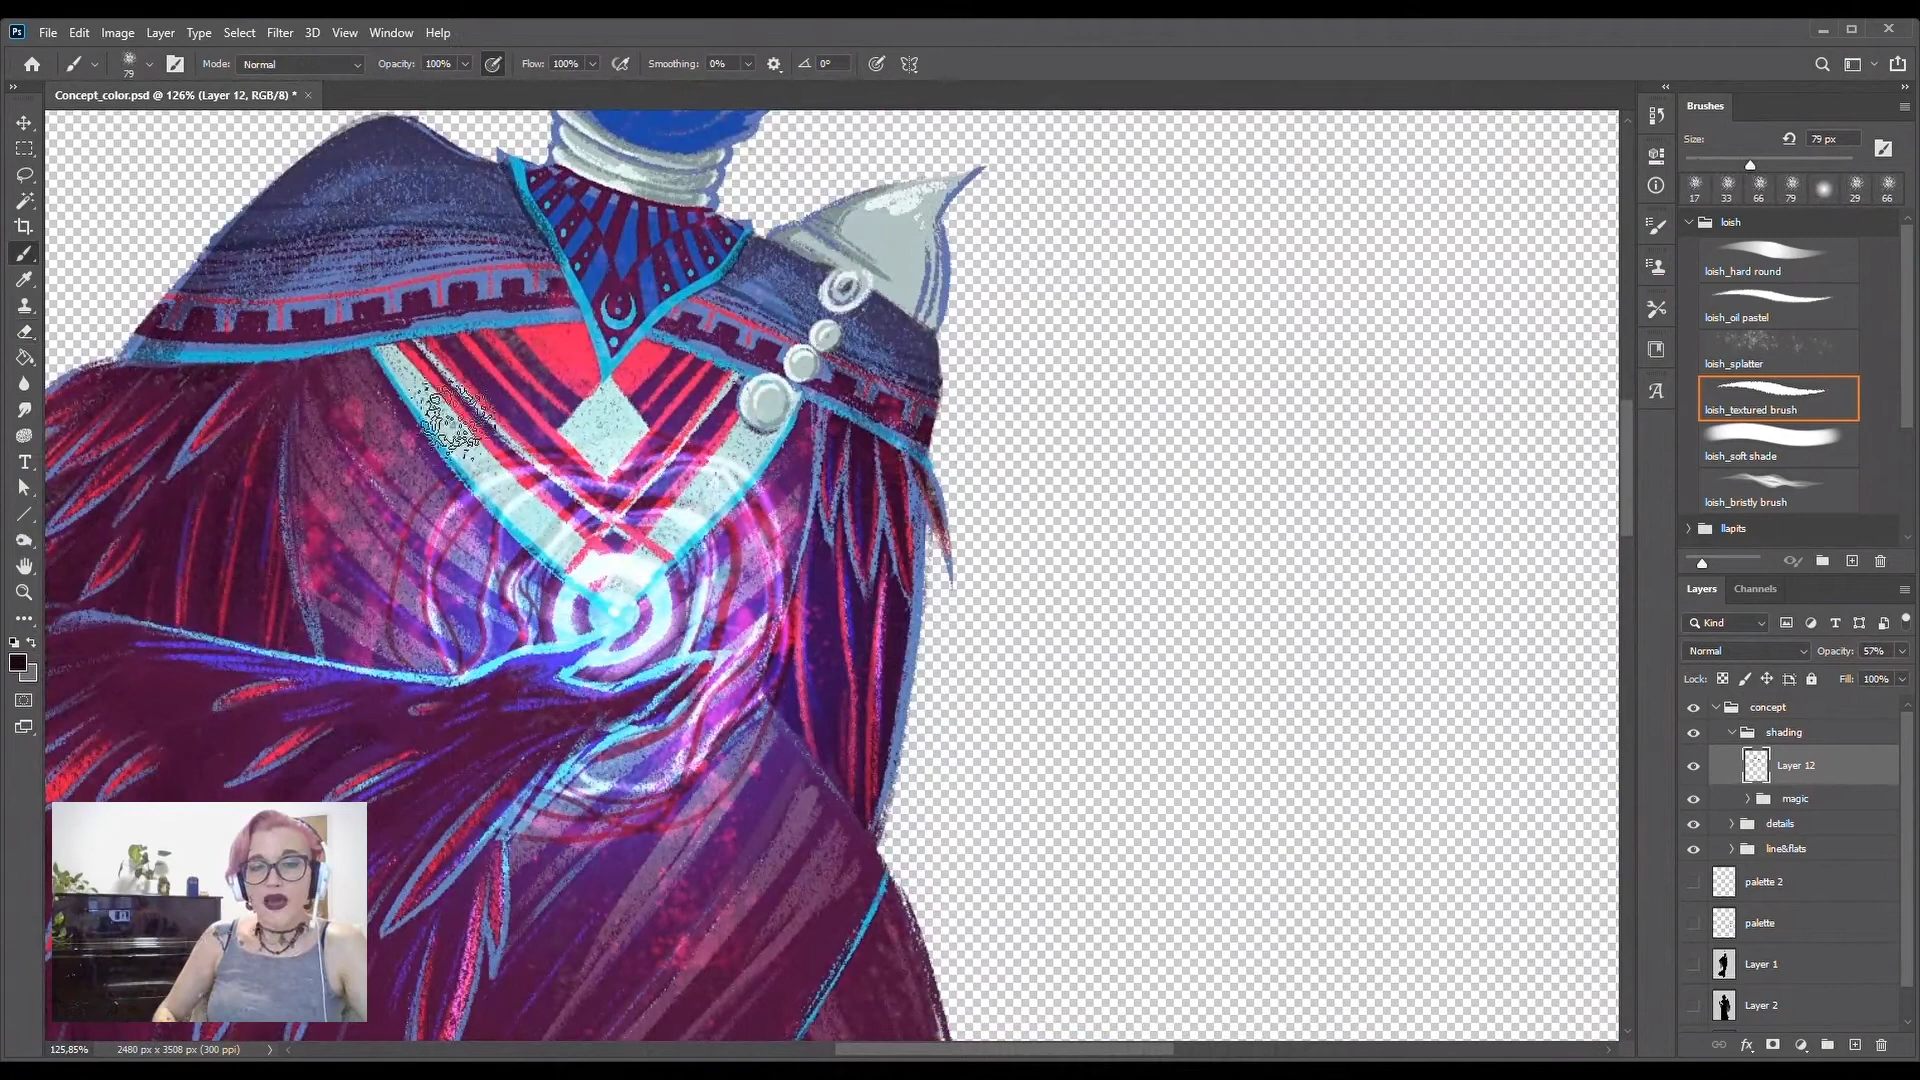 Ps File Edit Image Layer Type Select Filter 3D View Window Help
79 Mode: Normal Opacity: 100% Flow: 100% Smoothing: 0% 0°
Concept_color.psd @ 126% (Layer 12, RGB/8) * ×
Brushes
Size: 79 px
17 33 66 79 29 66
loish
loish_hard round
loish_oil pastel
loish_splatter
loish_textured brush
loish_soft shade
loish_bristly brush
llapits
Layers Channels
Kind
Normal Opacity: 57%
Lock: Fill: 100%
concept
shading
Layer 12
magic
details
line&flats
palette 2
palette
Layer 1
Layer 2
125,85% 2480 px x 3508 px (300 ppi)